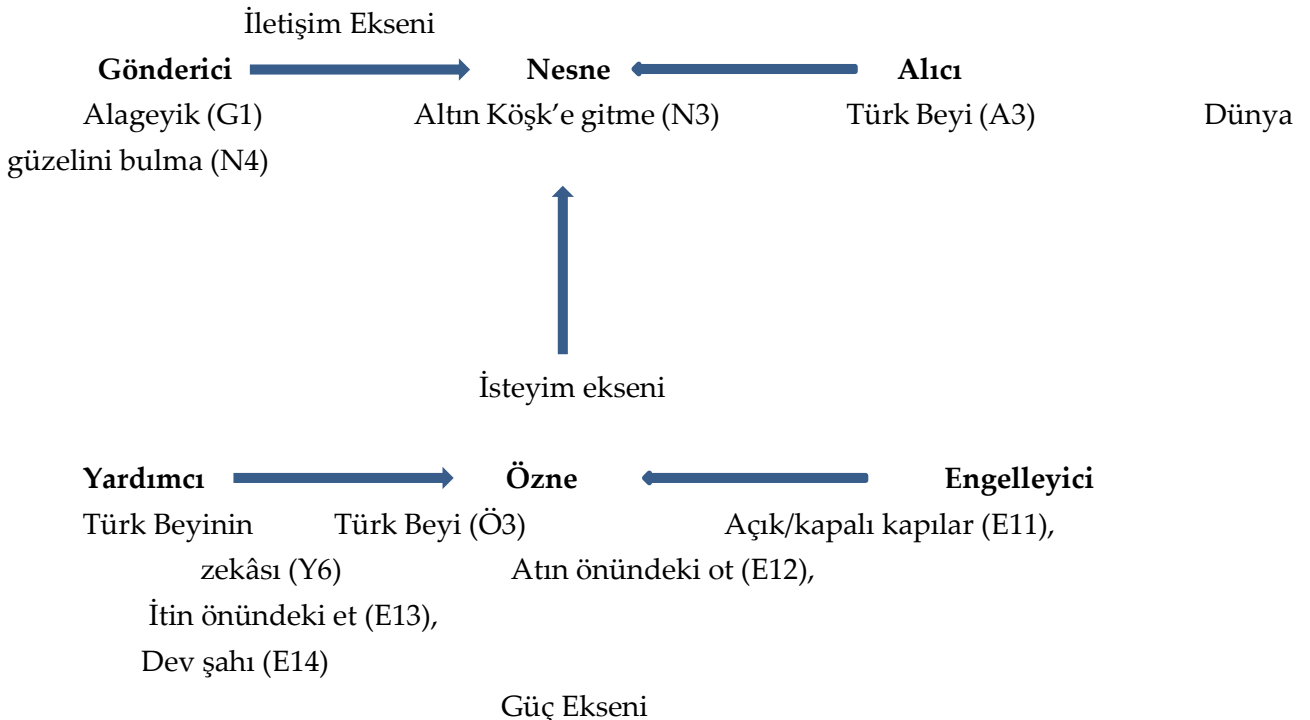 İletişim Ekseni
Gönderici Nesne Alıcı
Alageyik (G1) Altın Köşk’e gitme (N3) Türk Beyi (A3) Dünya
güzelini bulma (N4)
İsteyim ekseni
Yardımcı Özne Engelleyici
Türk Beyinin Türk Beyi (Ö3) Açık/kapalı kapılar (E11),
zekâsı (Y6) Atın önündeki ot (E12),
İtin önündeki et (E13),
Dev şahı (E14)
Güç Ekseni